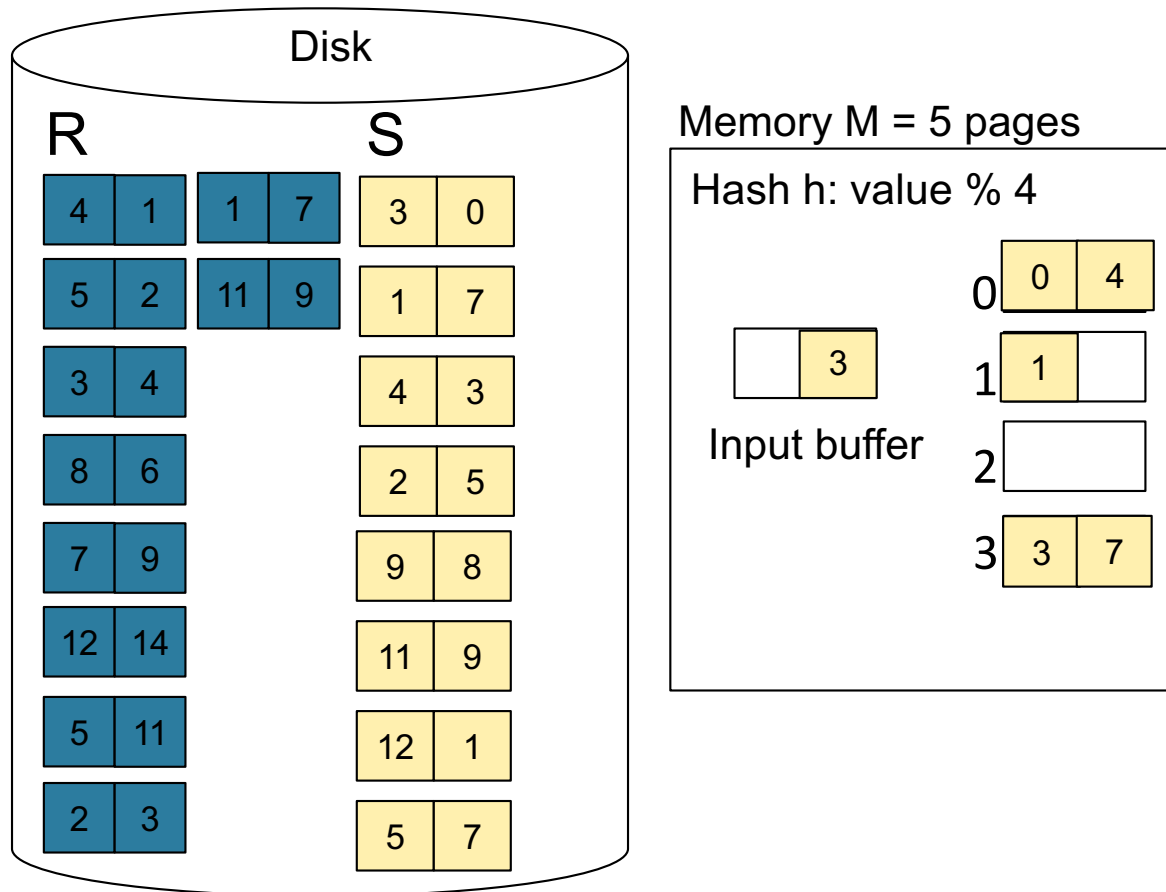 Disk
R
S
4 1
1 7
3 0
5 2
11 9
1 7
3 4
4 3
8 6
2 5
7 9
9 8
12 14
11 9
5 11
12 1
2 3
5 7
Memory M = 5 pages
Hash h: value % 4
0 0 4
3
1 1
Input buffer
2
3 3 7